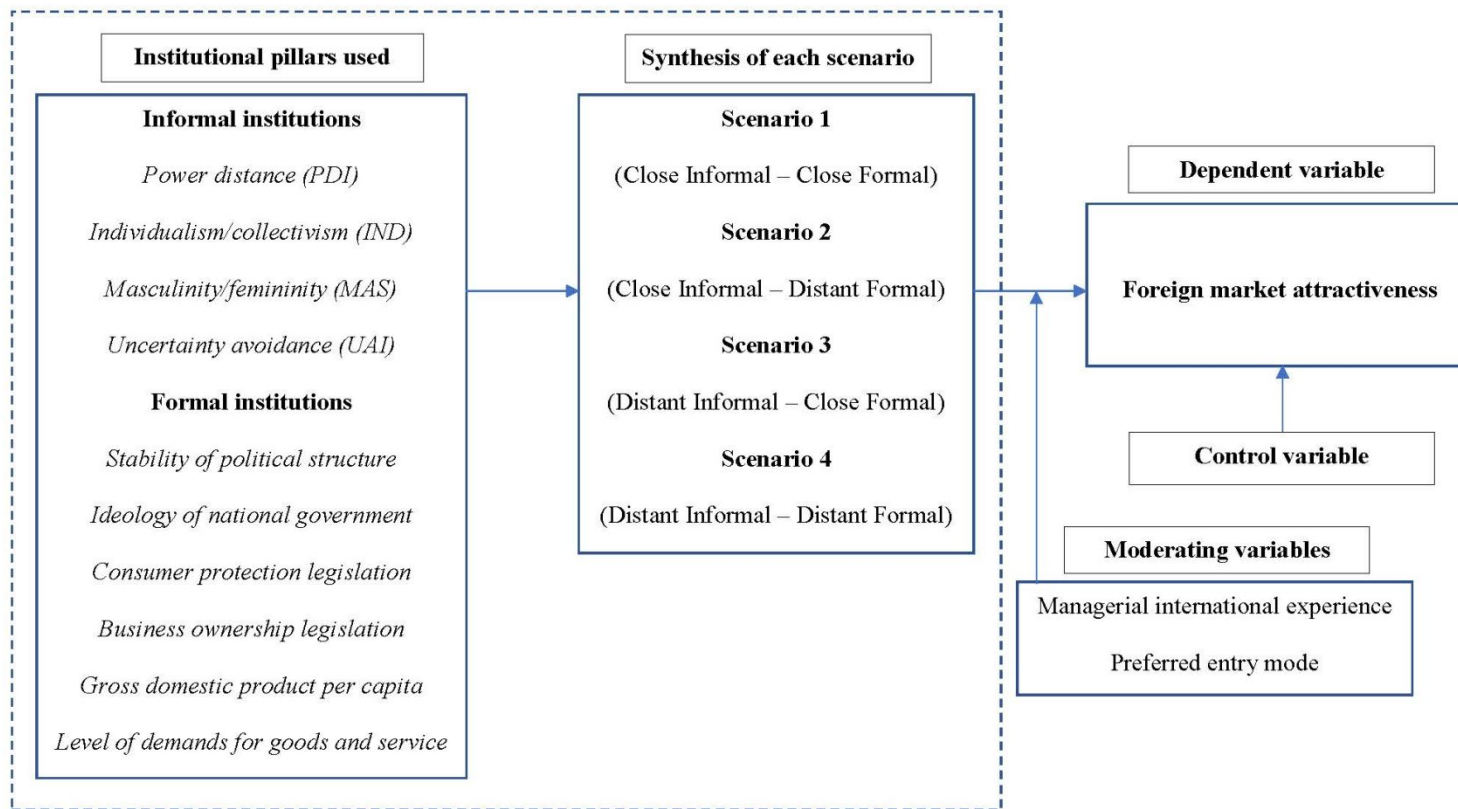 Institutional pillars used
Informal institutions
Power distance (PDI)
Individualism/collectivism (IND)
Masculinity/femininity (MAS)
Uncertainty avoidance (UAI)
Formal institutions
Stability of political structure
Ideology of national government
Consumer protection legislation
Business ownership legislation
Gross domestic product per capita
Level of demands for goods and service
Synthesis of each scenario
Scenario 1
(Close Informal – Close Formal)
Scenario 2
(Close Informal – Distant Formal)
Scenario 3
(Distant Informal – Close Formal)
Scenario 4
(Distant Informal – Distant Formal)
Dependent variable
Foreign market attractiveness
Control variable
Moderating variables
Managerial international experience
Preferred entry mode